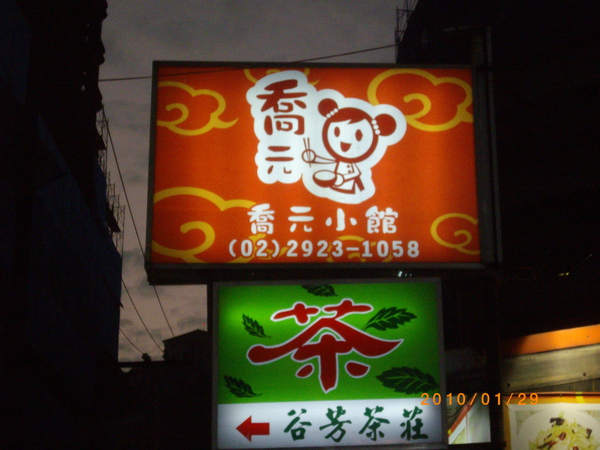 喬
元
喬元小館
(02)2923-1058
茶
谷芳茶莊
2010/01/29